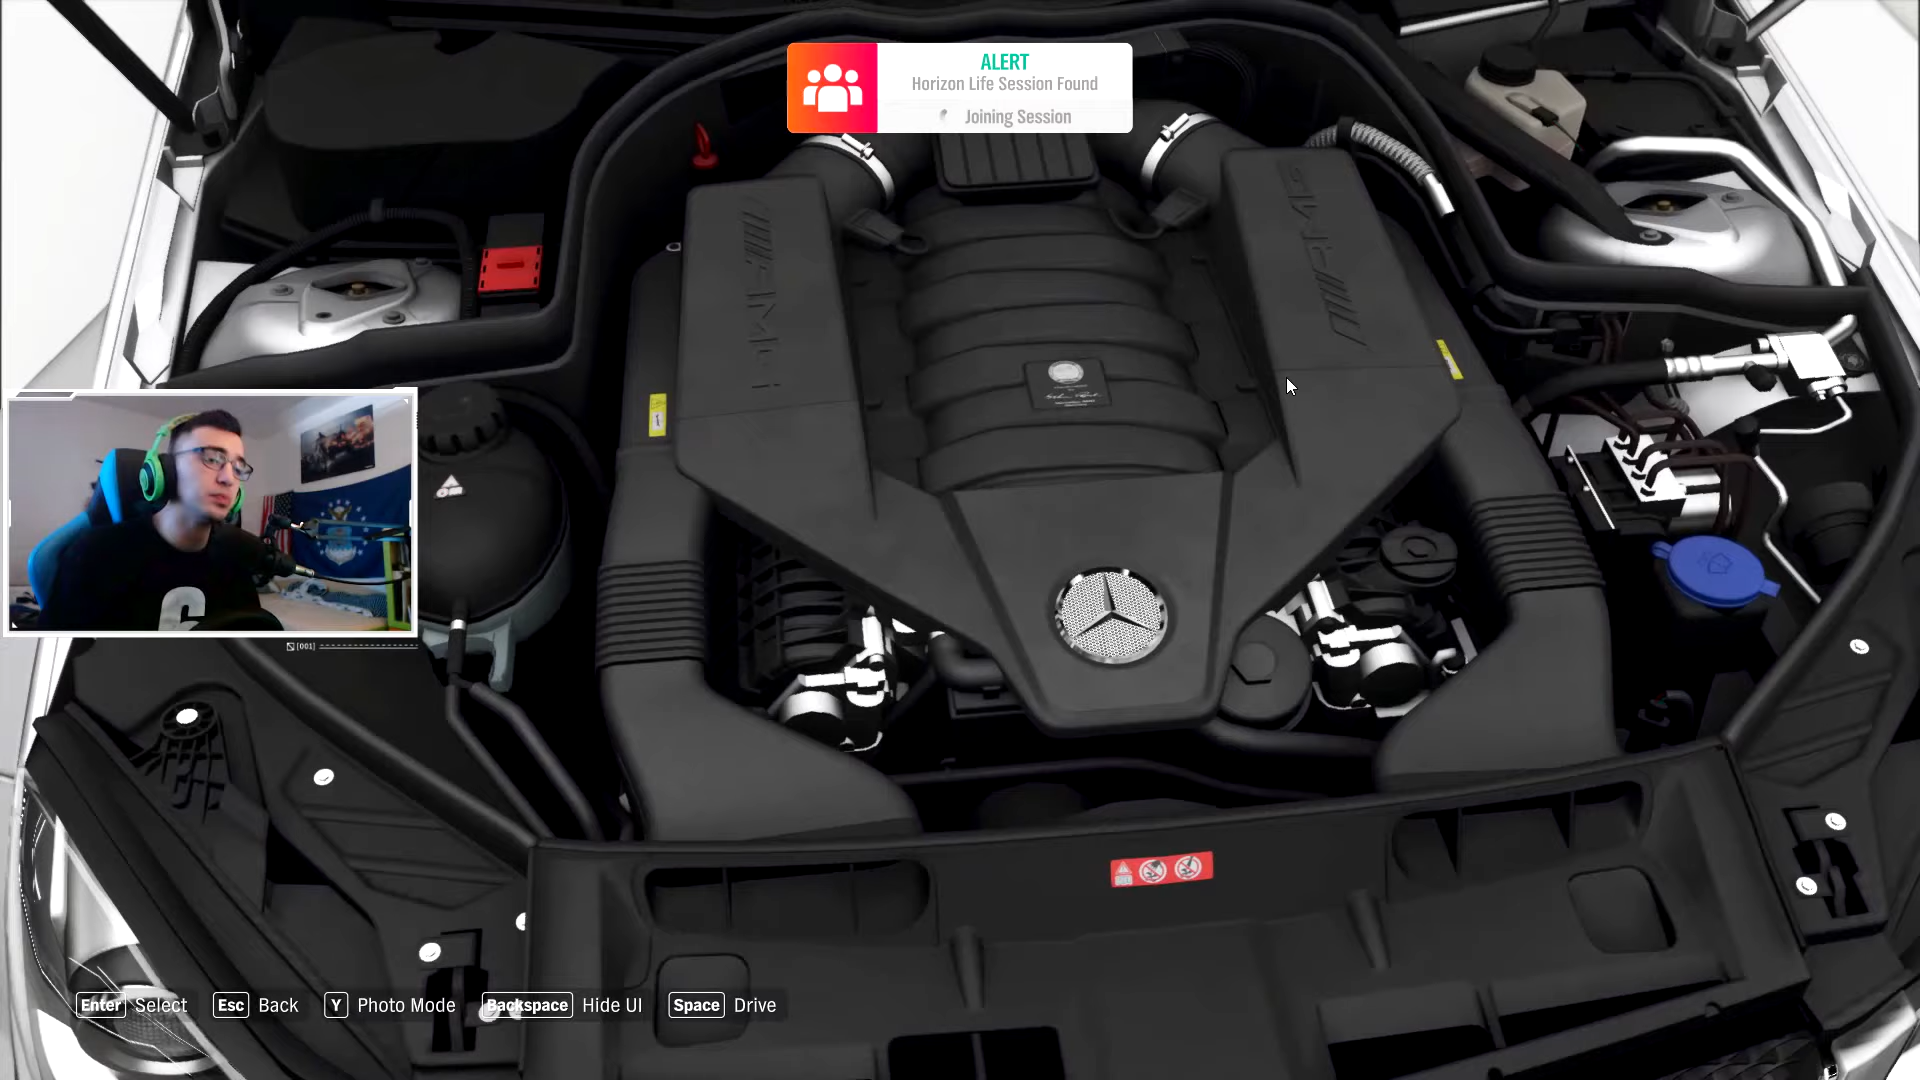 ALERT
Horizon Life Session Found
Joining Session
AMG
AMG
[001]
Enter Select Esc Back Y Photo Mode Backspace Hide UI Space Drive